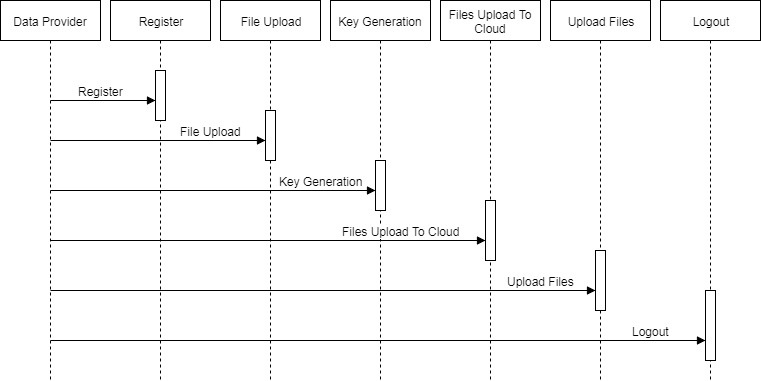 Data Provider
Register
File Upload
Key Generation
Files Upload To
Cloud
Upload Files
Logout
Register
File Upload
Key Generation
Files Upload To Cloud
Upload Files
Logout